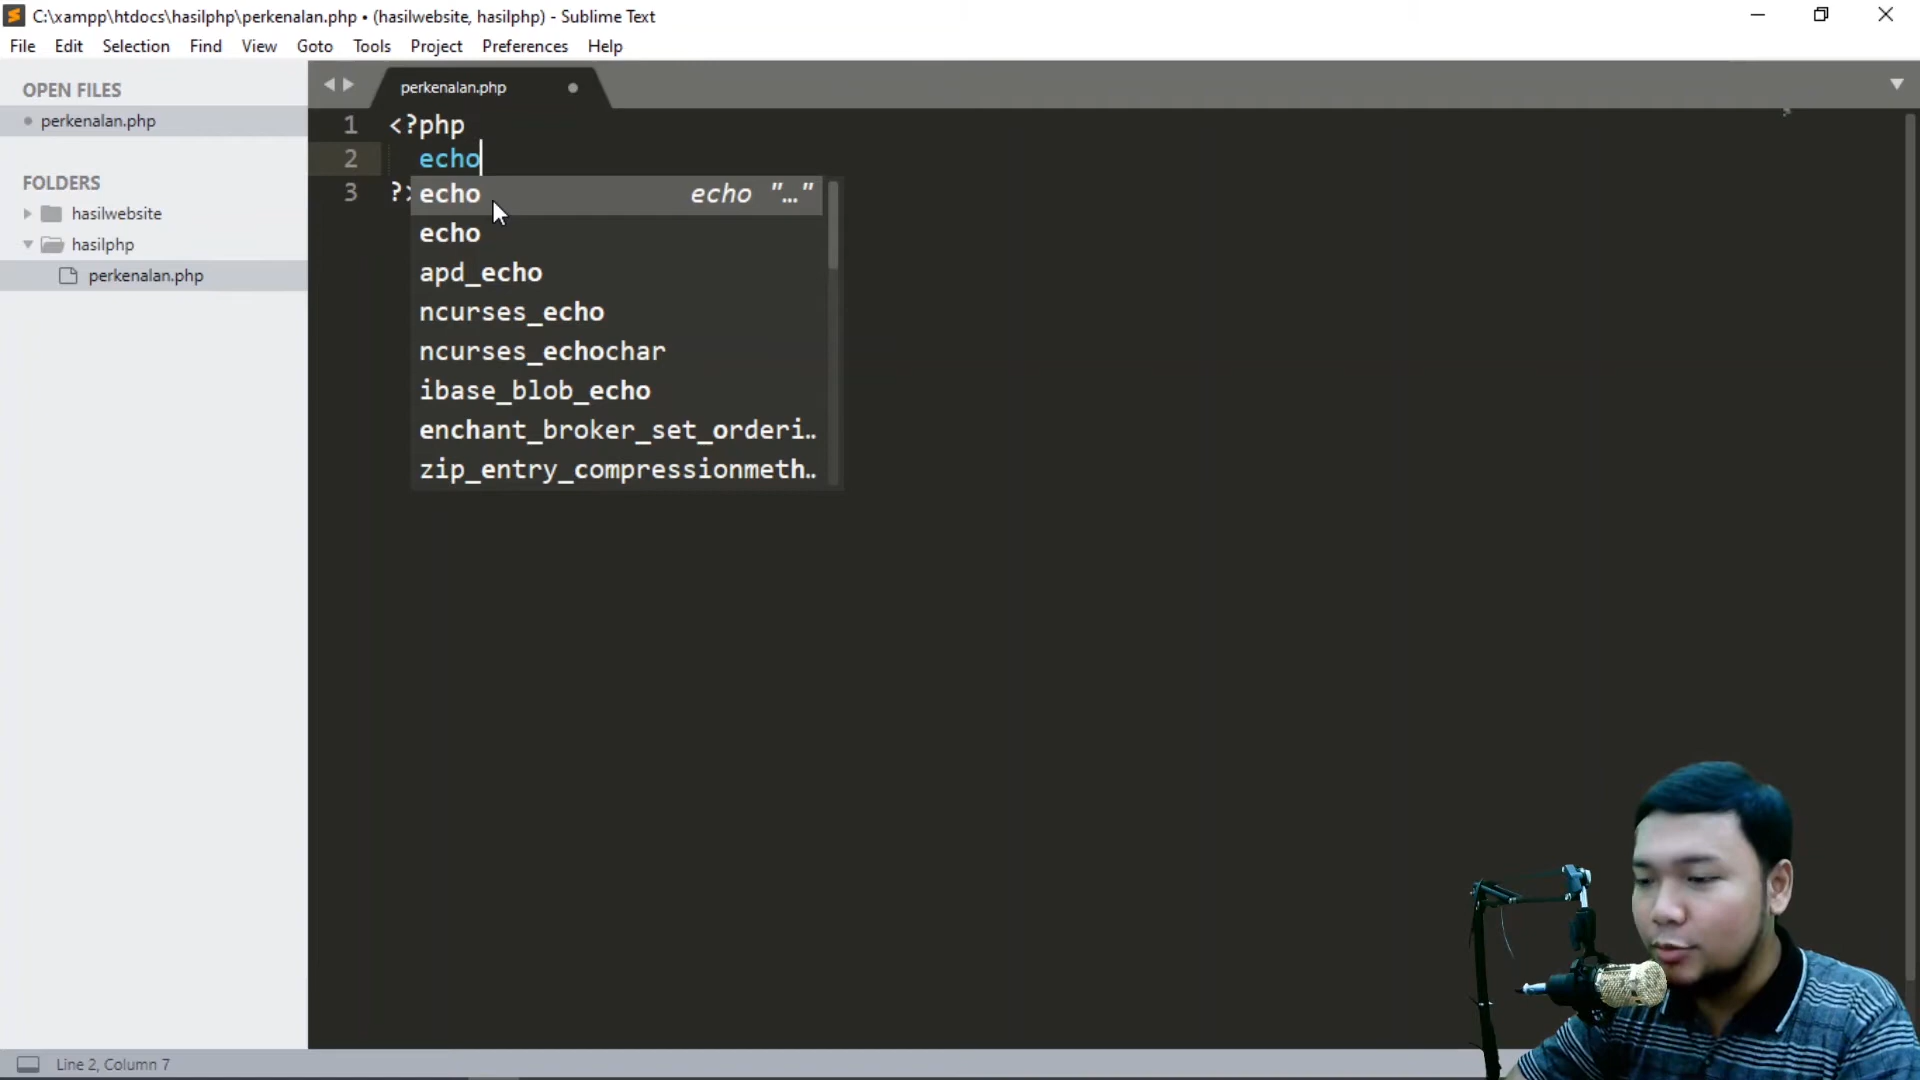 C:\xampp\htdocs\hasilphp\perkenalan.php • (hasilwebsite, hasilphp) - Sublime Text
File Edit Selection Find View Goto Tools Project Preferences Help
OPEN FILES
perkenalan.php
FOLDERS
hasilwebsite
hasilphp
perkenalan.php
perkenalan.php
1 <?php
2 echo
3 ?>
echo echo "…"
echo
apd_echo
ncurses_echo
ncurses_echochar
ibase_blob_echo
enchant_broker_set_orderi..
zip_entry_compressionmeth..
Line 2, Column 7